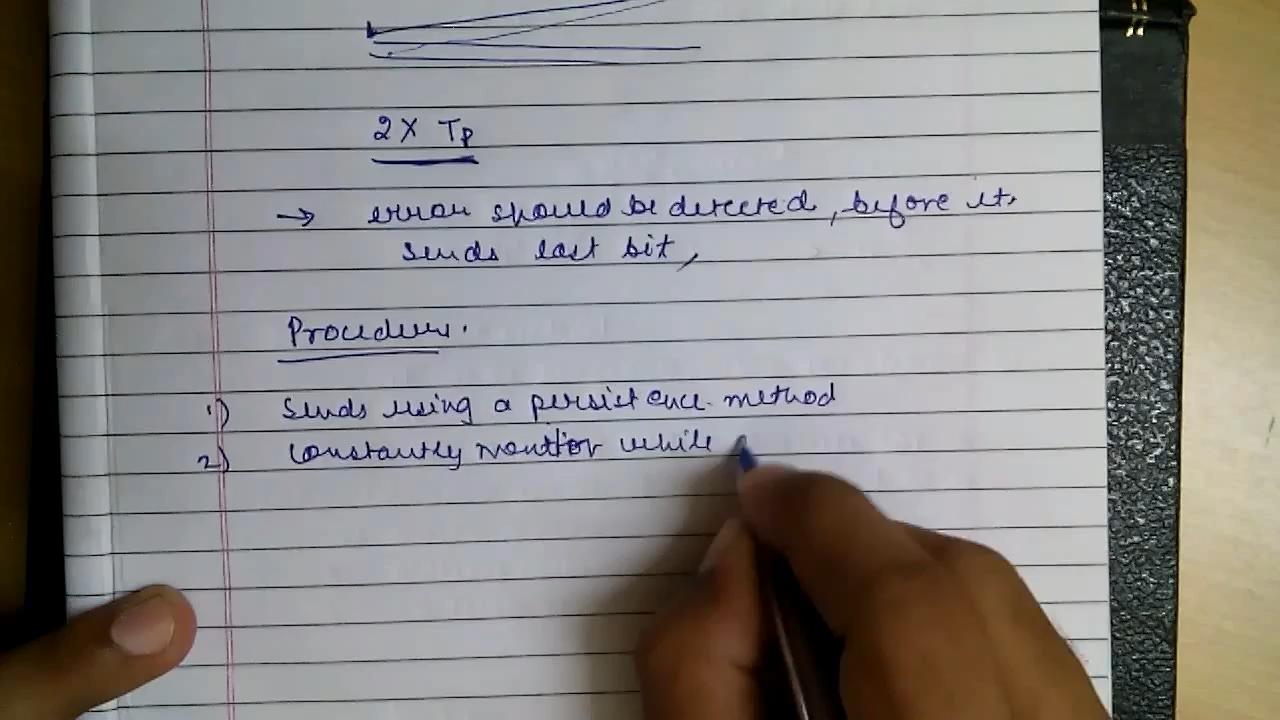 2 X Tp
→ error should be detected, before it
sends last bit,
Procedure.
1) Sends using a persistence method
2) Constantly monitor while